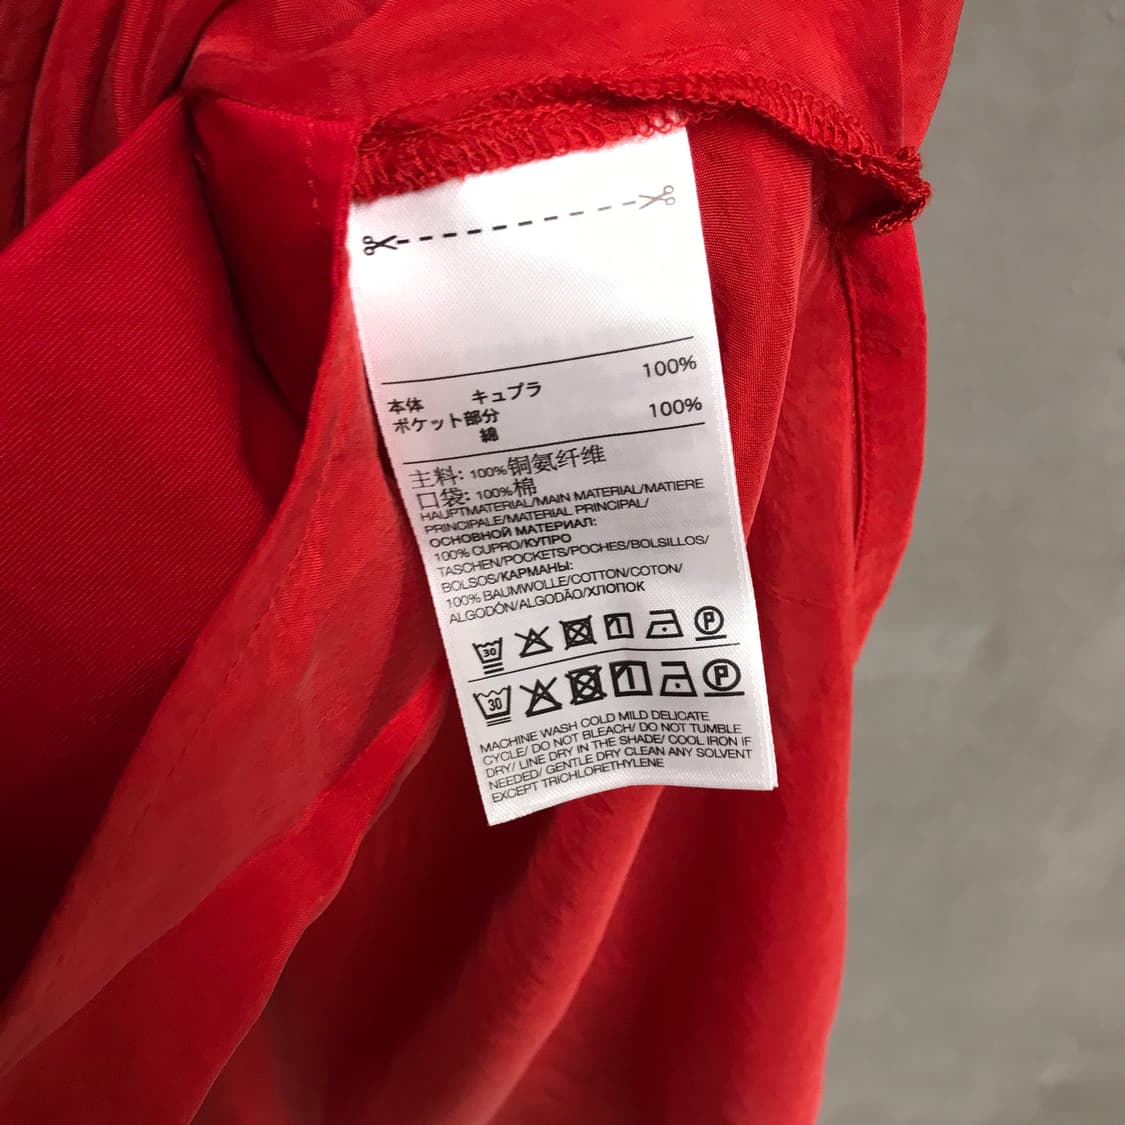 本体 キュプラ 100%
ポケット部分
綿 100%
主料: 100%铜氨纤维
口袋: 100%棉
HAUPTMATERIAL/MAIN MATERIAL/MATIERE
PRINCIPALE/MATERIAL PRINCIPAL/
ОСНОВНОЙ МАТЕРИАЛ:
100% CUPRO/КУПРО
TASCHEN/POCKETS/POCHES/BOLSILLOS/
BOLSOS/КАРМАНЫ:
100% BAUMWOLLE/COTTON/COTON/
ALGODÓN/ALGODÃO/ХЛОПОК
30 P
30 P
MACHINE WASH COLD MILD DELICATE
CYCLE/ DO NOT BLEACH/ DO NOT TUMBLE
DRY/ LINE DRY IN THE SHADE/ COOL IRON IF
NEEDED/ GENTLE DRY CLEAN ANY SOLVENT
EXCEPT TRICHLORETHYLENE